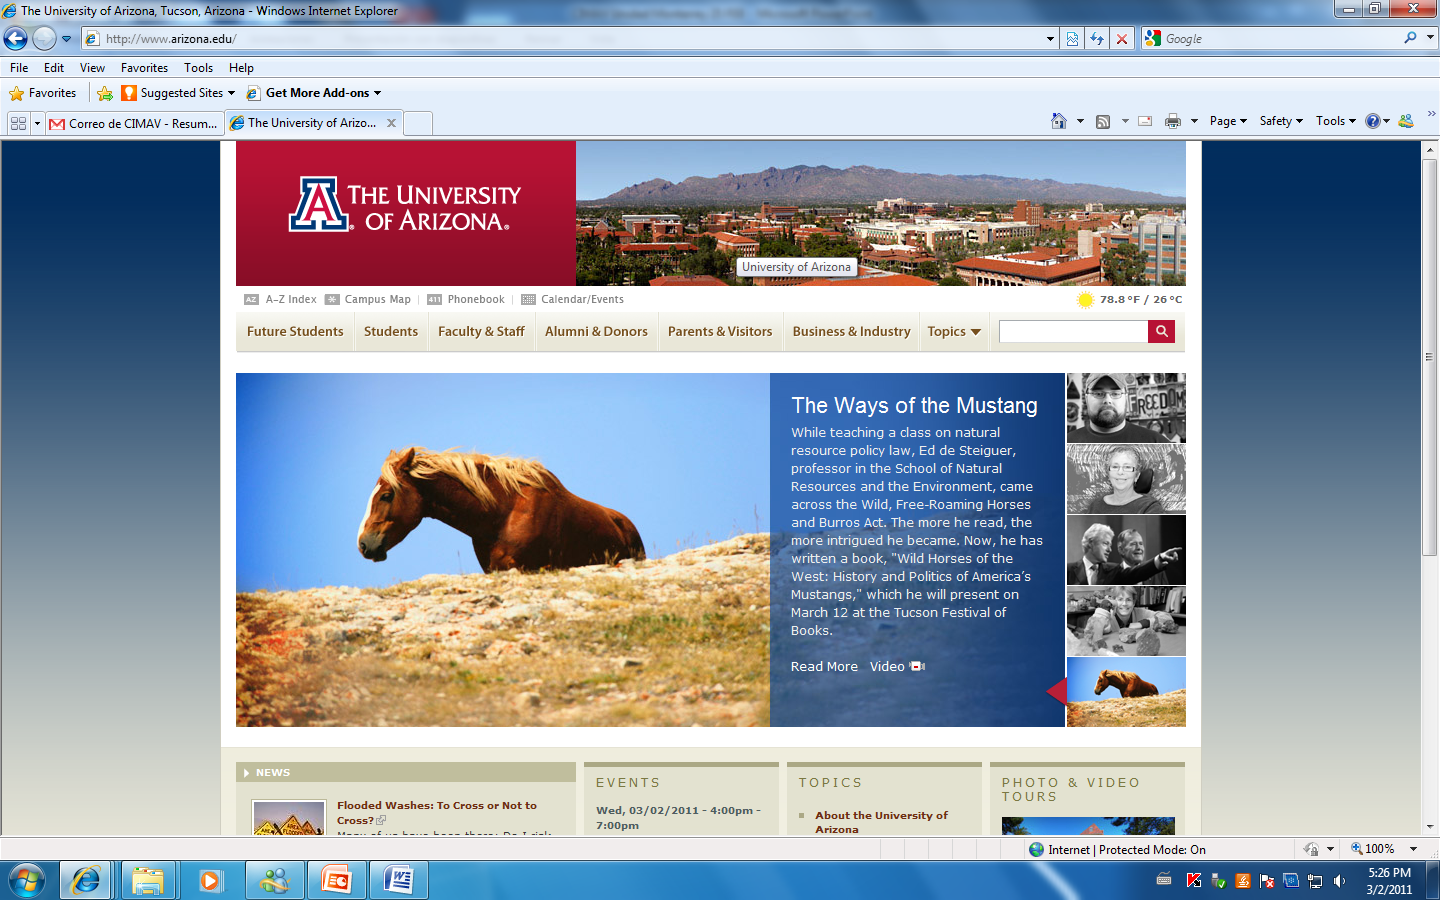 The University of Arizona, Tucson, Arizona - Windows Internet Explorer
http://www.arizona.edu/
Google
File Edit View Favorites Tools Help
Favorites Suggested Sites Get More Add-ons
Correo de CIMAV - Resum... The University of Arizo... Page Safety Tools
THE UNIVERSITY
OF ARIZONA.
University of Arizona
AZ A-Z Index Campus Map 411 Phonebook Calendar/Events 78.8 °F / 26 °C
Future Students Students Faculty & Staff Alumni & Donors Parents & Visitors Business & Industry Topics
The Ways of the Mustang
While teaching a class on natural
resource policy law, Ed de Steiguer,
professor in the School of Natural
Resources and the Environment, came
across the Wild, Free-Roaming Horses
and Burros Act. The more he read, the
more intrigued he became. Now, he has
written a book, "Wild Horses of the
West: History and Politics of America's
Mustangs," which he will present on
March 12 at the Tucson Festival of
Books.
Read More Video
FREEDOM
NEWS
Flooded Washes: To Cross or Not to
Cross?
EVENTS
Wed, 03/02/2011 - 4:00pm -
7:00pm
TOPICS
About the University of
Arizona
PHOTO & VIDEO
TOURS
Internet | Protected Mode: On 100%
5:26 PM
3/2/2011